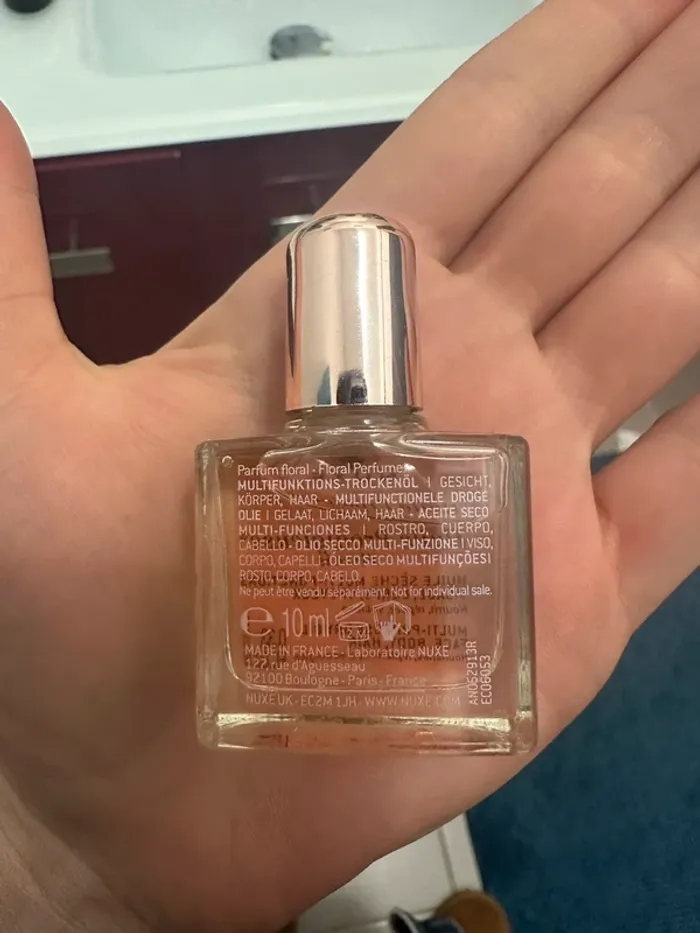 Parfum floral - Floral Perfume.
MULTIFUNKTIONS-TROCKENÖL | GESICHT,
KÖRPER, HAAR - MULTIFUNCTIONELE DROGE
OLIE | GELAAT, LICHAAM, HAAR - ACEITE SECO
MULTI-FUNCIONES | ROSTRO, CUERPO,
CABELLO - OLIO SECCO MULTI-FUNZIONE | VISO,
CORPO, CAPELLI - ÓLEO SECO MULTIFUNÇÕES |
ROSTO, CORPO, CABELO.
Ne peut être vendu séparément. Not for individual sale.
℮ 10 ml 12 M
MADE IN FRANCE - Laboratoire NUXE
127, rue d'Aguesseau
92100 Boulogne - Paris - France
NUXE UK - EC2M 1JH - WWW.NUXE.COM
AN062913R
EC06053